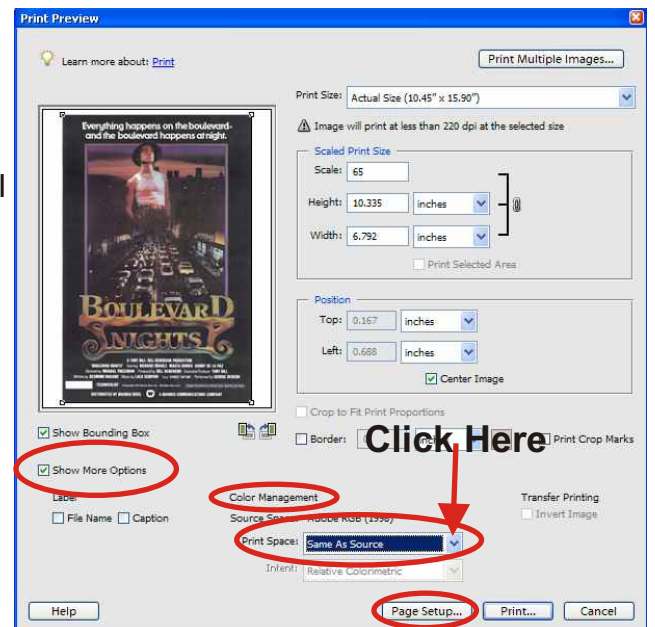 Print Preview
Learn more about: Print
Print Multiple Images...
Print Size: Actual Size (10.45" x 15.90")
Image will print at less than 220 dpi at the selected size
Everything happens on the boulevard-
and the boulevard happens at night.
BOULEVARD
NIGHTS
Scaled Print Size
Scale: 65
Height: 10.335 inches
Width: 6.792 inches
Print Selected Area
Position
Top: 0.167 inches
Left: 0.688 inches
Center Image
Crop to Fit Print Proportions
Show Bounding Box
Border:
Click Here
Print Crop Marks
Show More Options
Label
Color Management
Transfer Printing
File Name Caption
Source Space: Adobe RGB (1998)
Invert Image
Print Space: Same As Source
Intent: Relative Colorimetric
Help
Page Setup...
Print...
Cancel